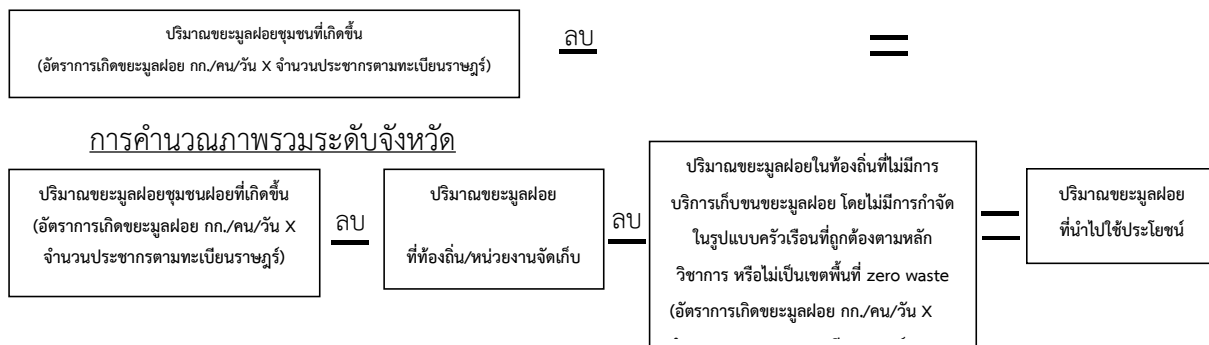 ปริมาณขยะมูลฝอยชุมชนที่เกิดขึ้น
(อัตราการเกิดขยะมูลฝอย กก./คน/วัน X จำนวนประชากรตามทะเบียนราษฎร์)
ลบ
การคำนวณภาพรวมระดับจังหวัด
ปริมาณขยะมูลฝอยชุมชนฝอยที่เกิดขึ้น
(อัตราการเกิดขยะมูลฝอย กก./คน/วัน X
จำนวนประชากรตามทะเบียนราษฎร์)
ลบ
ปริมาณขยะมูลฝอย
ที่ท้องถิ่น/หน่วยงานจัดเก็บ
ลบ
ปริมาณขยะมูลฝอยในท้องถิ่นที่ไม่มีการ
บริการเก็บขนขยะมูลฝอย โดยไม่มีการกำจัด
ในรูปแบบครัวเรือนที่ถูกต้องตามหลัก
วิชาการ หรือไม่เป็นเขตพื้นที่ zero waste
(อัตราการเกิดขยะมูลฝอย กก./คน/วัน X
ปริมาณขยะมูลฝอย
ที่นำไปใช้ประโยชน์